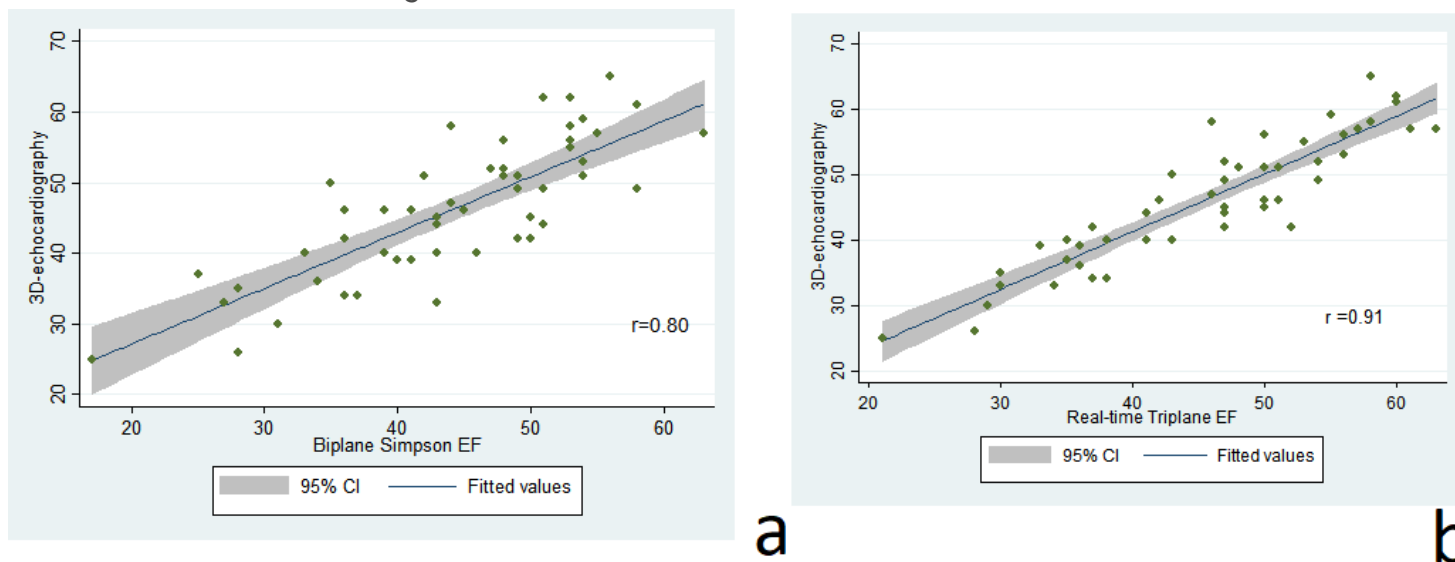 3D-echocardiography
70
60
50
40
30
20
r=0.80
20 30 40 50 60
Biplane Simpson EF
95% CI Fitted values
a
3D-echocardiography
70
60
50
40
30
20
r =0.91
20 30 40 50 60
Real-time Triplane EF
95% CI Fitted values
b